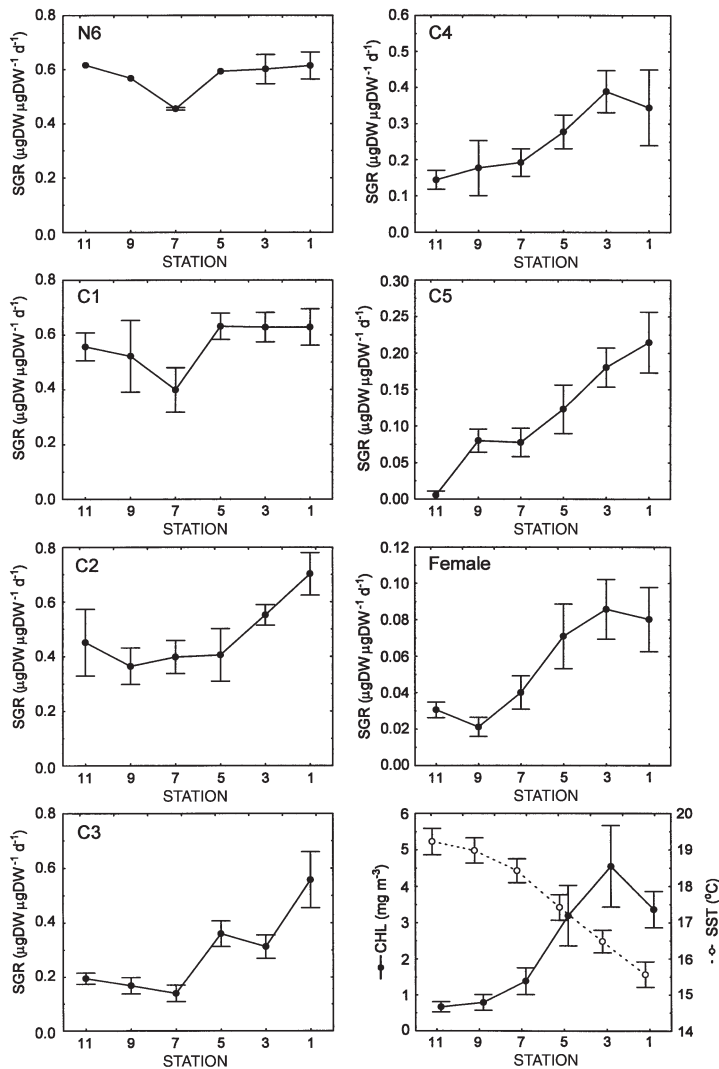 N6
SGR (µgDW µgDW⁻¹ d⁻¹)
0.8
0.6
0.4
0.2
0.0
11 9 7 5 3 1
STATION
C4
SGR (µgDW µgDW⁻¹ d⁻¹)
0.6
0.5
0.4
0.3
0.2
0.1
0.0
11 9 7 5 3 1
STATION
C1
SGR (µgDW µgDW⁻¹ d⁻¹)
0.8
0.6
0.4
0.2
0.0
11 9 7 5 3 1
STATION
C5
SGR (µgDW µgDW⁻¹ d⁻¹)
0.30
0.25
0.20
0.15
0.10
0.05
0.00
11 9 7 5 3 1
STATION
C2
SGR (µgDW µgDW⁻¹ d⁻¹)
0.8
0.6
0.4
0.2
0.0
11 9 7 5 3 1
STATION
Female
SGR (µgDW µgDW⁻¹ d⁻¹)
0.12
0.10
0.08
0.06
0.04
0.02
0.00
11 9 7 5 3 1
STATION
C3
SGR (µgDW µgDW⁻¹ d⁻¹)
0.8
0.6
0.4
0.2
0.0
11 9 7 5 3 1
STATION
CHL (mg m⁻³)
6
5
4
3
2
1
0
20
19
18
17
16
15
14
SST (⁰C)
11 9 7 5 3 1
STATION